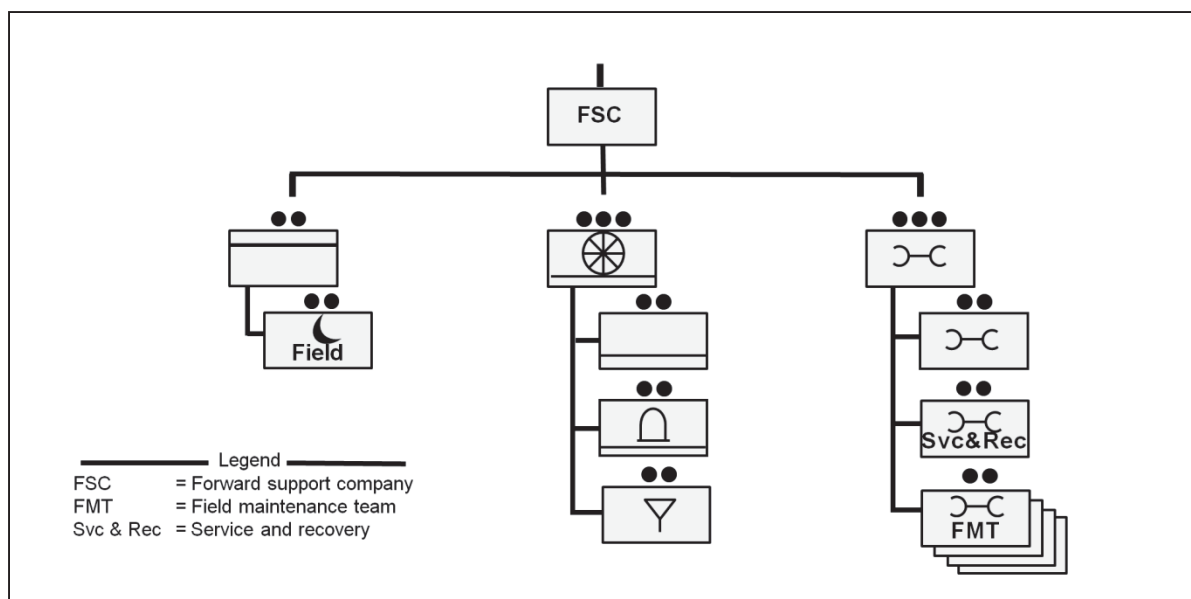 FSC
Field
Svc&Rec
FMT
Legend
FSC = Forward support company
FMT = Field maintenance team
Svc & Rec = Service and recovery